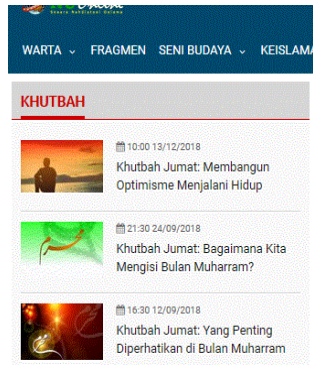 Online
WARTA FRAGMEN SENI BUDAYA KEISLAMA
KHUTBAH
10:00 13/12/2018
Khutbah Jumat: Membangun
Optimisme Menjalani Hidup
21:30 24/09/2018
Khutbah Jumat: Bagaimana Kita
Mengisi Bulan Muharram?
16:30 12/09/2018
Khutbah Jumat: Yang Penting
Diperhatikan di Bulan Muharram